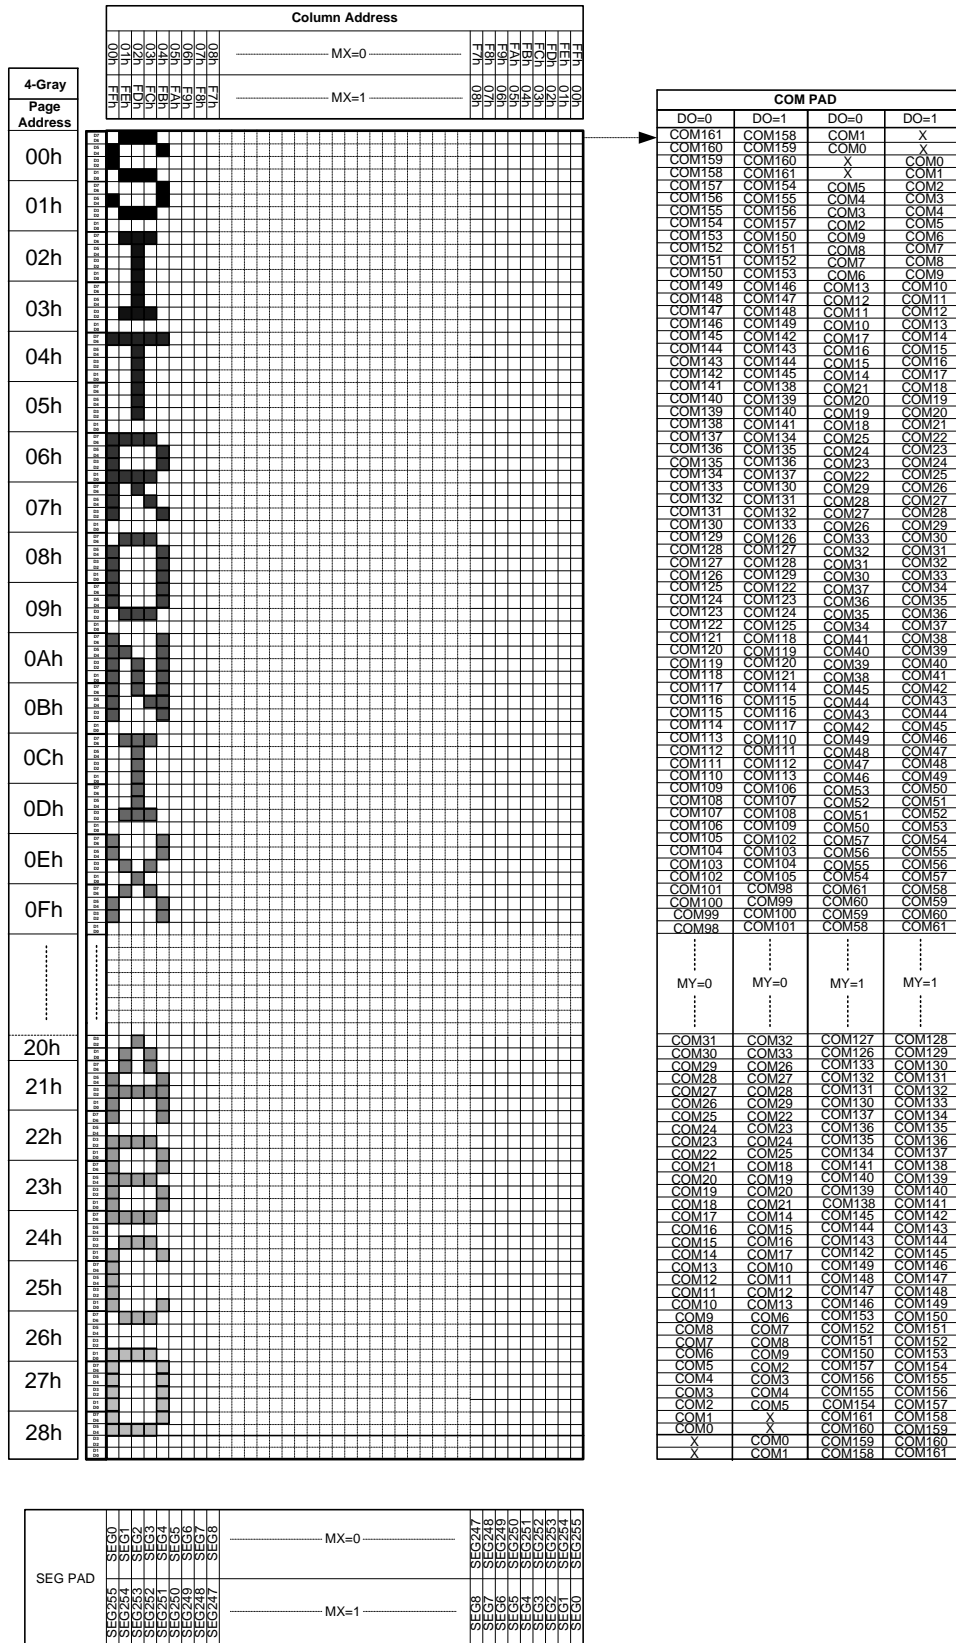 Column Address
00h 01h 02h 03h 04h 05h 06h 07h 08h MX=0 F7h F8h F9h FAh FBh FCh FDh FEh FFh
FFh FEh FDh FCh FBh FAh F9h F8h F7h MX=1 08h 07h 06h 05h 04h 03h 02h 01h 00h
4-Gray
Page
Address
00h
01h
02h
03h
04h
05h
06h
07h
08h
09h
0Ah
0Bh
0Ch
0Dh
0Eh
0Fh
20h
21h
22h
23h
24h
25h
26h
27h
28h
COM PAD
DO=0 DO=1 DO=0 DO=1
COM161 COM158 COM1 X
COM160 COM159 COM0 X
COM159 COM160 X COM0
COM158 COM161 X COM1
COM157 COM154 COM5 COM2
COM156 COM155 COM4 COM3
COM155 COM156 COM3 COM4
COM154 COM157 COM2 COM5
COM153 COM150 COM9 COM6
COM152 COM151 COM8 COM7
COM151 COM152 COM7 COM8
COM150 COM153 COM6 COM9
COM149 COM146 COM13 COM10
COM148 COM147 COM12 COM11
COM147 COM148 COM11 COM12
COM146 COM149 COM10 COM13
COM145 COM142 COM17 COM14
COM144 COM143 COM16 COM15
COM143 COM144 COM15 COM16
COM142 COM145 COM14 COM17
COM141 COM138 COM21 COM18
COM140 COM139 COM20 COM19
COM139 COM140 COM19 COM20
COM138 COM141 COM18 COM21
COM137 COM134 COM25 COM22
COM136 COM135 COM24 COM23
COM135 COM136 COM23 COM24
COM134 COM137 COM22 COM25
COM133 COM130 COM29 COM26
COM132 COM131 COM28 COM27
COM131 COM132 COM27 COM28
COM130 COM133 COM26 COM29
COM129 COM126 COM33 COM30
COM128 COM127 COM32 COM31
COM127 COM128 COM31 COM32
COM126 COM129 COM30 COM33
COM125 COM122 COM37 COM34
COM124 COM123 COM36 COM35
COM123 COM124 COM35 COM36
COM122 COM125 COM34 COM37
COM121 COM118 COM41 COM38
COM120 COM119 COM40 COM39
COM119 COM120 COM39 COM40
COM118 COM121 COM38 COM41
COM117 COM114 COM45 COM42
COM116 COM115 COM44 COM43
COM115 COM116 COM43 COM44
COM114 COM117 COM42 COM45
COM113 COM110 COM49 COM46
COM112 COM111 COM48 COM47
COM111 COM112 COM47 COM48
COM110 COM113 COM46 COM49
COM109 COM106 COM53 COM50
COM108 COM107 COM52 COM51
COM107 COM108 COM51 COM52
COM106 COM109 COM50 COM53
COM105 COM102 COM57 COM54
COM104 COM103 COM56 COM55
COM103 COM104 COM55 COM56
COM102 COM105 COM54 COM57
COM101 COM98 COM61 COM58
COM100 COM99 COM60 COM59
COM99 COM100 COM59 COM60
COM98 COM101 COM58 COM61
MY=0 MY=0 MY=1 MY=1
COM31 COM32 COM127 COM128
COM30 COM33 COM126 COM129
COM29 COM26 COM133 COM130
COM28 COM27 COM132 COM131
COM27 COM28 COM131 COM132
COM26 COM29 COM130 COM133
COM25 COM22 COM137 COM134
COM24 COM23 COM136 COM135
COM23 COM24 COM135 COM136
COM22 COM25 COM134 COM137
COM21 COM18 COM141 COM138
COM20 COM19 COM140 COM139
COM19 COM20 COM139 COM140
COM18 COM21 COM138 COM141
COM17 COM14 COM145 COM142
COM16 COM15 COM144 COM143
COM15 COM16 COM143 COM144
COM14 COM17 COM142 COM145
COM13 COM10 COM149 COM146
COM12 COM11 COM148 COM147
COM11 COM12 COM147 COM148
COM10 COM13 COM146 COM149
COM9 COM6 COM153 COM150
COM8 COM7 COM152 COM151
COM7 COM8 COM151 COM152
COM6 COM9 COM150 COM153
COM5 COM2 COM157 COM154
COM4 COM3 COM156 COM155
COM3 COM4 COM155 COM156
COM2 COM5 COM154 COM157
COM1 X COM161 COM158
COM0 X COM160 COM159
X COM0 COM159 COM160
X COM1 COM158 COM161
SEG PAD
SEG0 SEG1 SEG2 SEG3 SEG4 SEG5 SEG6 SEG7 SEG8 MX=0 SEG247 SEG248 SEG249 SEG250 SEG251 SEG252 SEG253 SEG254 SEG255
SEG255 SEG254 SEG253 SEG252 SEG251 SEG250 SEG249 SEG248 SEG247 MX=1 SEG8 SEG7 SEG6 SEG5 SEG4 SEG3 SEG2 SEG1 SEG0